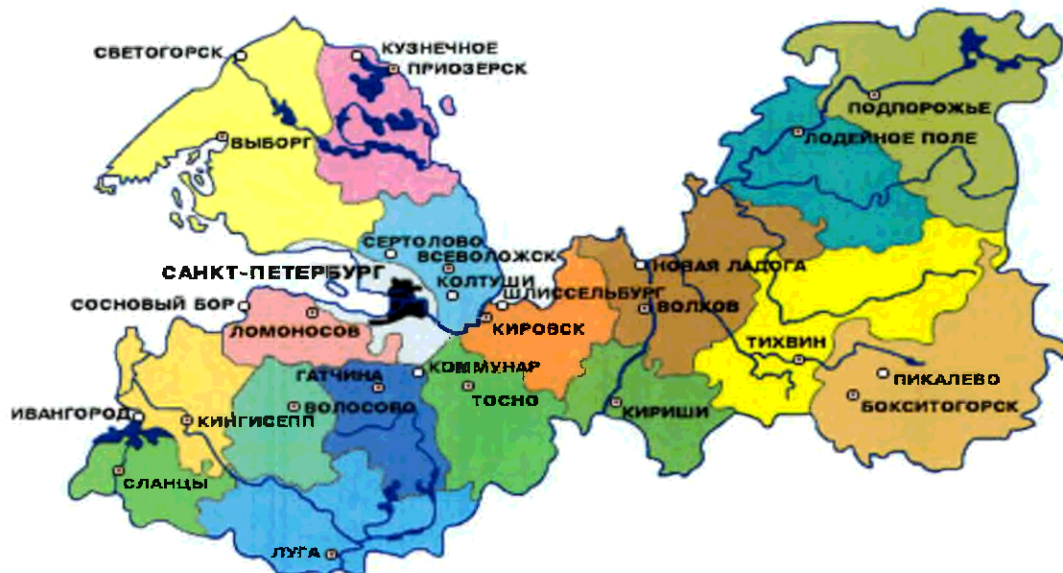 СВЕТОГОРСК
КУЗНЕЧНОЕ
ПРИОЗЕРСК
ПОДПОРОЖЬЕ
ВЫБОРГ
ЛОДЕЙНОЕ ПОЛЕ
СЕРТОЛОВО
ВСЕВОЛОЖСК
САНКТ-ПЕТЕРБУРГ
КОЛТУШИ
НОВАЯ ЛАДОГА
СОСНОВЫЙ БОР
ШЛИССЕЛЬБУРГ
ВОЛХОВ
ЛОМОНОСОВ
КИРОВСК
ТИХВИН
КОММУНАР
ГАТЧИНА
ПИКАЛЕВО
ТОСНО
КИРИШИ
БОКСИТОГОРСК
ИВАНГОРОД
КИНГИСЕПП
ВОЛОСОВО
СЛАНЦЫ
ЛУГА